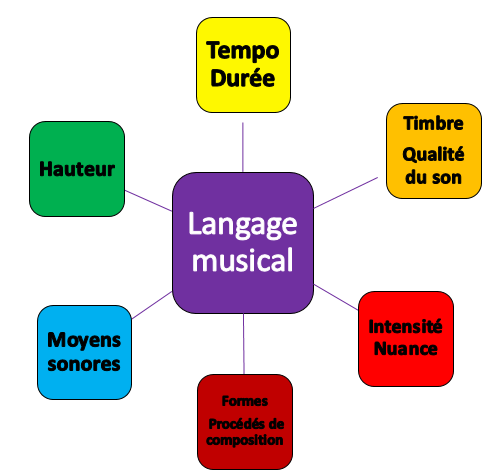 Tempo
Durée
Timbre
Qualité
du son
Hauteur
Langage
musical
Moyens
sonores
Intensité
Nuance
Formes
Procédés de
composition